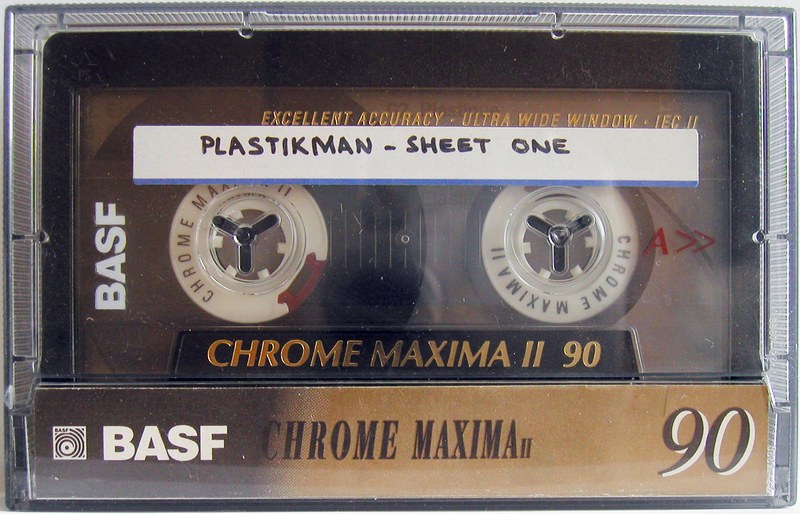 EXCELLENT ACCURACY · ULTRA WIDE WINDOW · IEC II
PLASTIKMAN - SHEET ONE
BASF
CHROME MAXIMA II
CHROME MAXIMA II
A >>
CHROME MAXIMA II 90
BASF
BASF
CHROME MAXIMA II
90